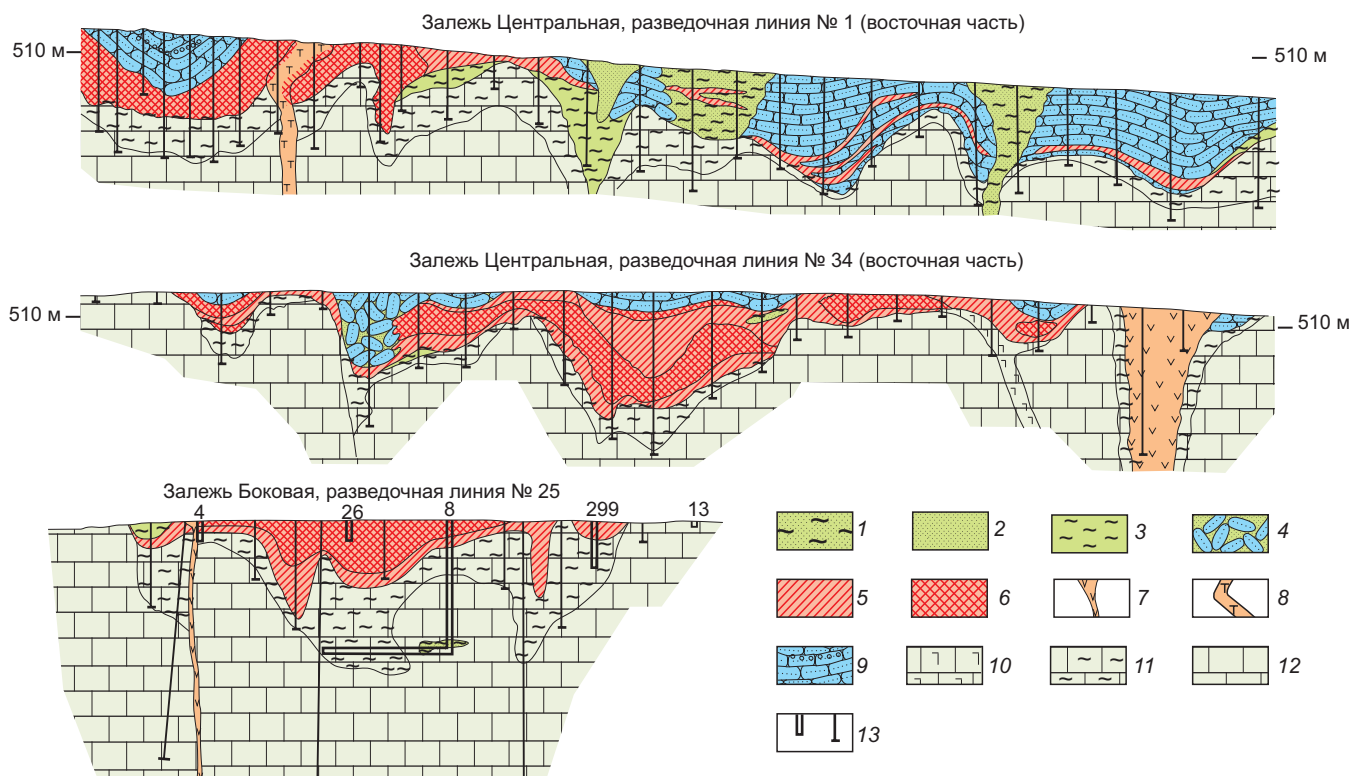 Залежь Центральная, разведочная линия № 1 (восточная часть)
510 м
510 м
Залежь Центральная, разведочная линия № 34 (восточная часть)
510 м
510 м
Залежь Боковая, разведочная линия № 25
4 26 8 299 13
1 2 3 4
5 6 7 8
9 10 11 12
13